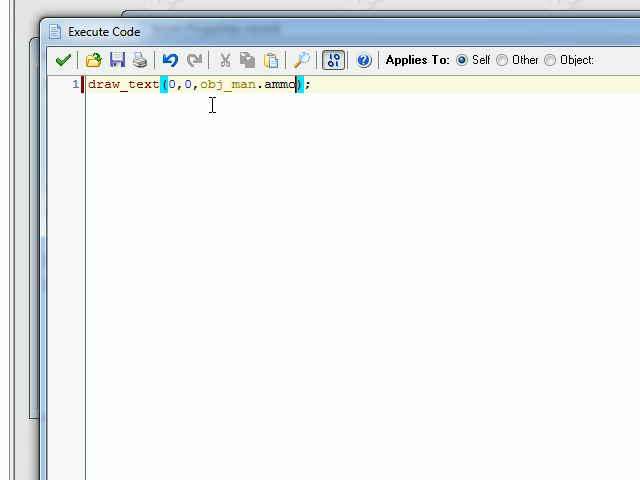 Execute Code
Applies To: Self Other Object:
1 draw_text(0,0,obj_man.ammo);